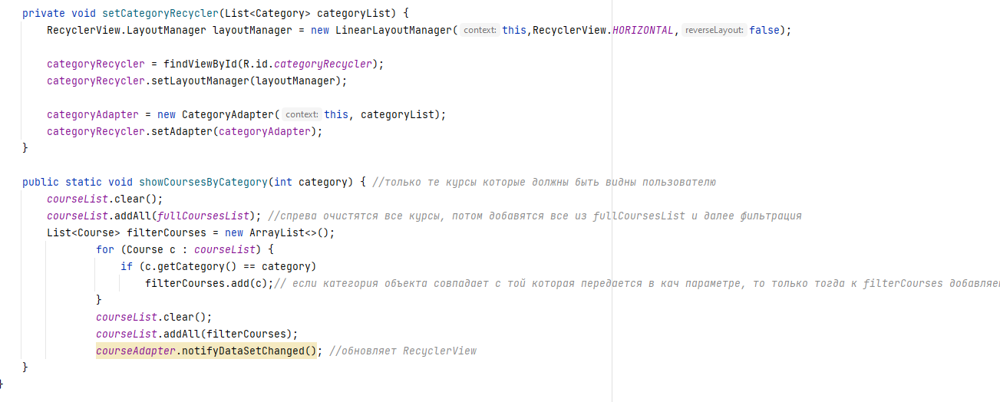 private void setCategoryRecycler(List<Category> categoryList) {
RecyclerView.LayoutManager layoutManager = new LinearLayoutManager( context: this,RecyclerView.HORIZONTAL, reverseLayout: false);
categoryRecycler = findViewById(R.id.categoryRecycler);
categoryRecycler.setLayoutManager(layoutManager);
categoryAdapter = new CategoryAdapter( context: this, categoryList);
categoryRecycler.setAdapter(categoryAdapter);
}
public static void showCoursesByCategory(int category) { //только те курсы которые должны быть видны пользователю
courseList.clear();
courseList.addAll(fullCoursesList); //спрева очистятся все курсы, потом добавятся все из fullCoursesList и далее фильтрация
List<Course> filterCourses = new ArrayList<>();
for (Course c : courseList) {
if (c.getCategory() == category)
filterCourses.add(c);// если категория объекта совпадает с той которая передается в кач параметре, то только тогда к filterCourses добавляе
}
courseList.clear();
courseList.addAll(filterCourses);
courseAdapter.notifyDataSetChanged(); //обновляет RecyclerView
}
}